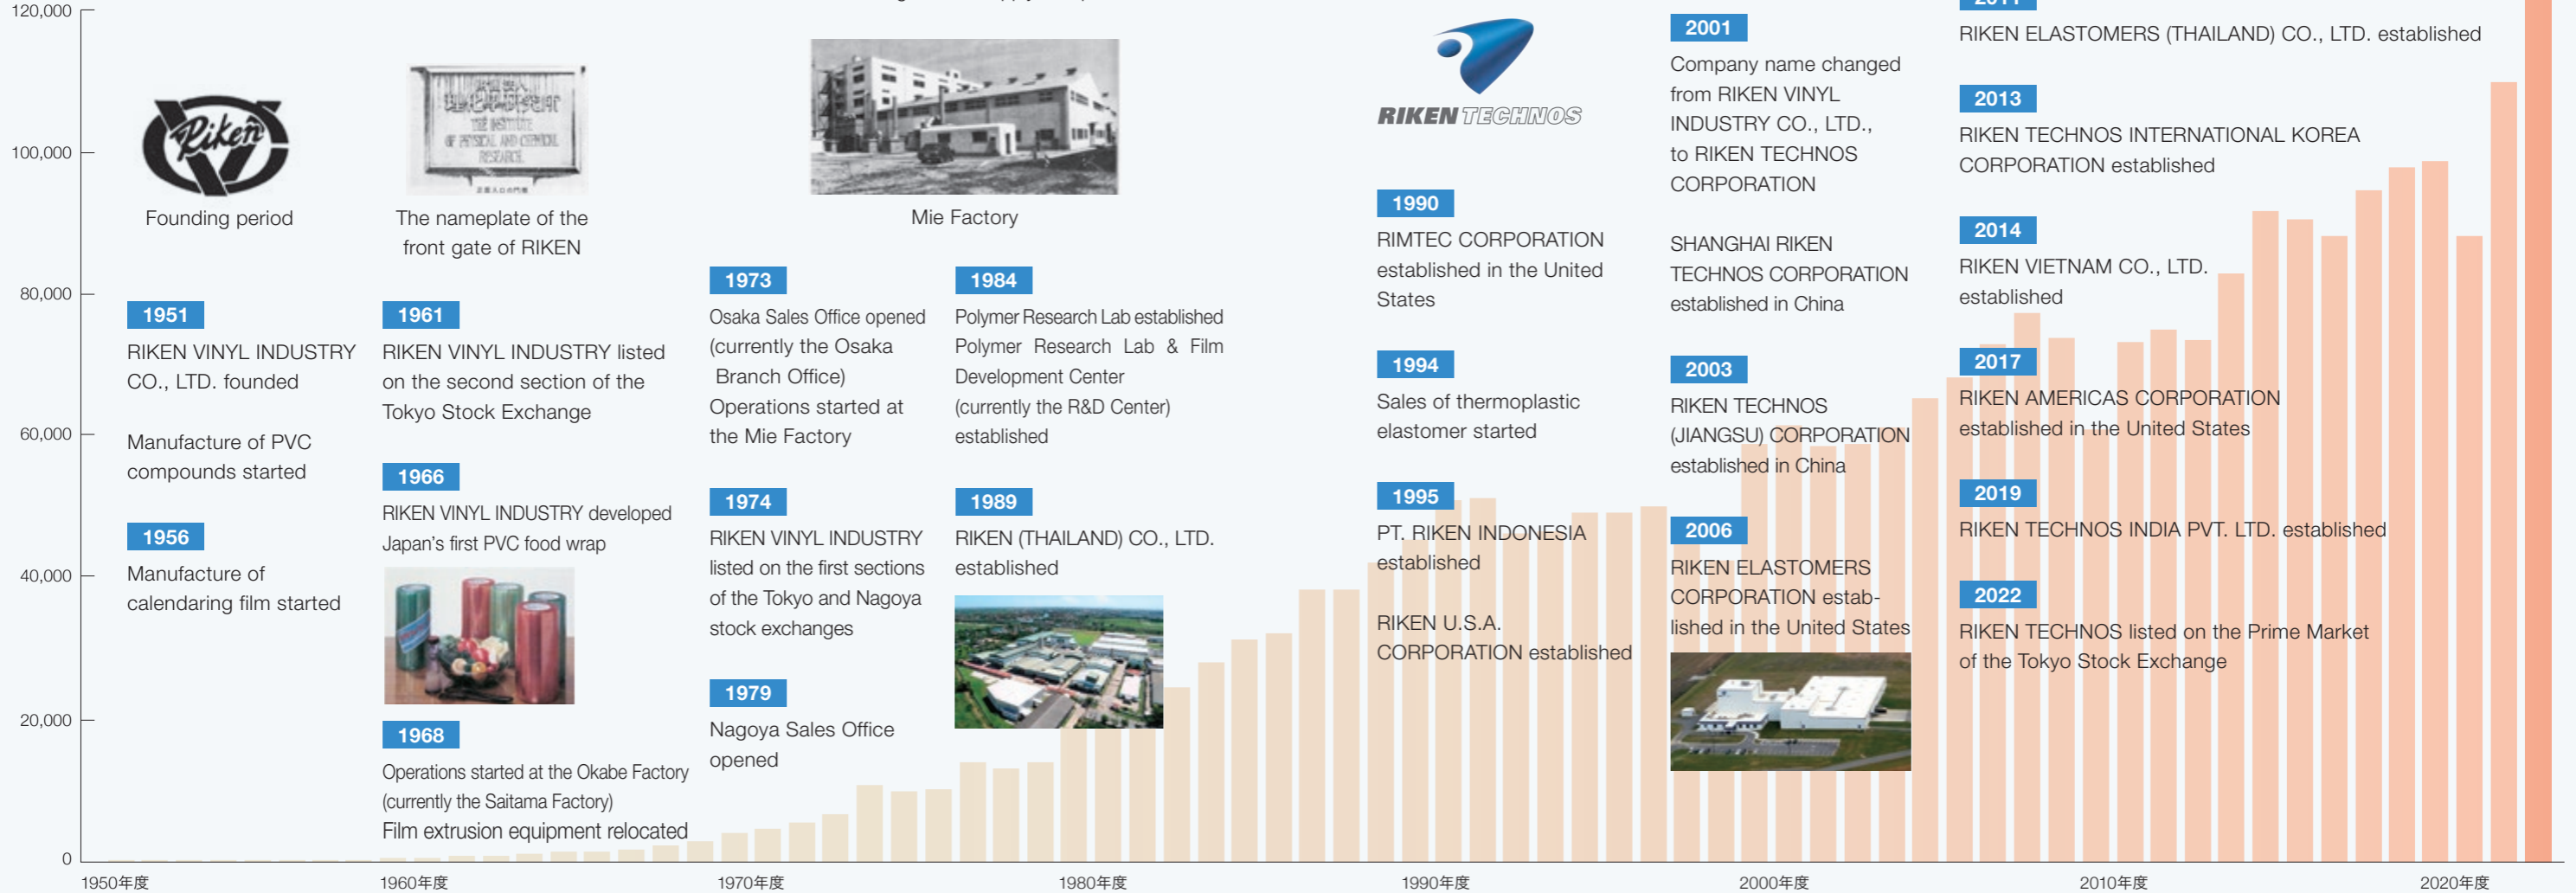 120,000
100,000
80,000
60,000
40,000
20,000
0
Riken
Founding period
1951
RIKEN VINYL INDUSTRY
CO., LTD. founded
Manufacture of PVC
compounds started
1956
Manufacture of
calendaring film started
THE INSTITUTE
OF PHYSICAL AND CHEMICAL
RESEARCH.
The nameplate of the
front gate of RIKEN
1961
RIKEN VINYL INDUSTRY listed
on the second section of the
Tokyo Stock Exchange
1966
RIKEN VINYL INDUSTRY developed
Japan's first PVC food wrap
1968
Operations started at the Okabe Factory
(currently the Saitama Factory)
Film extrusion equipment relocated
Mie Factory
1973
Osaka Sales Office opened
(currently the Osaka
Branch Office)
Operations started at
the Mie Factory
1974
RIKEN VINYL INDUSTRY
listed on the first sections
of the Tokyo and Nagoya
stock exchanges
1979
Nagoya Sales Office
opened
1984
Polymer Research Lab established
Polymer Research Lab & Film
Development Center
(currently the R&D Center)
established
1989
RIKEN (THAILAND) CO., LTD.
established
RIKEN TECHNOS
1990
RIMTEC CORPORATION
established in the United
States
1994
Sales of thermoplastic
elastomer started
1995
PT. RIKEN INDONESIA
established
RIKEN U.S.A.
CORPORATION established
2001
Company name changed
from RIKEN VINYL
INDUSTRY CO., LTD.,
to RIKEN TECHNOS
CORPORATION
SHANGHAI RIKEN
TECHNOS CORPORATION
established in China
2003
RIKEN TECHNOS
(JIANGSU) CORPORATION
established in China
2006
RIKEN ELASTOMERS
CORPORATION estab-
lished in the United States
RIKEN ELASTOMERS (THAILAND) CO., LTD. established
2013
RIKEN TECHNOS INTERNATIONAL KOREA
CORPORATION established
2014
RIKEN VIETNAM CO., LTD.
established
2017
RIKEN AMERICAS CORPORATION
established in the United States
2019
RIKEN TECHNOS INDIA PVT. LTD. established
2022
RIKEN TECHNOS listed on the Prime Market
of the Tokyo Stock Exchange
1950年度
1960年度
1970年度
1980年度
1990年度
2000年度
2010年度
2020年度